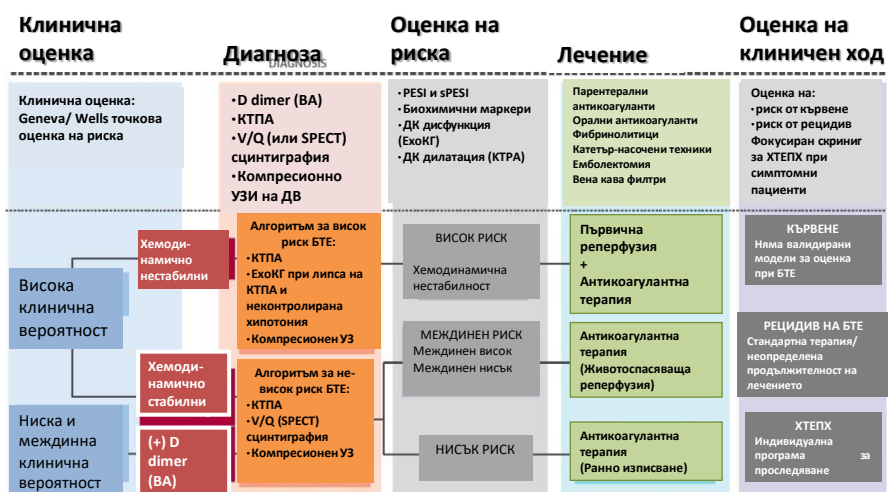 Клинична
оценка
Диагноза
DIAGNOSIS
Оценка на
риска
Лечение
Оценка на
клиничен ход
Клинична оценка:
Geneva/ Wells точкова
оценка на риска
•D dimer (ВА)
•КТПА
•V/Q (или SPECT)
сцинтиграфия
•Компресионно
УЗИ на ДВ
•PESI и sPESI
•Биохимични маркери
•ДК дисфункция
(ЕхоКГ)
•ДК дилатация (КТРА)
Парентерални
антикоагуланти
Орални антикоагуланти
Фибринолитици
Катетър-насочени техники
Емболектомия
Вена кава филтри
Оценка на:
•риск от кървене
•риск от рецидив
Фокусиран скриниг
за ХТЕПХ при
симптомни
пациенти
Висока
клинична
вероятност
Ниска и
междинна
клинична
вероятност
Хемоди-
намично
нестабилни
Хемоди-
намично
стабилни
(+) D
dimer
(ВА)
Алгоритъм за висок
риск БТЕ:
•КТПА
•ЕхоКГ при липса на
КТПА и
неконтролирана
хипотония
•Компресионен УЗ
Алгоритъм за не-
висок риск БТЕ:
•КТПА
•V/Q (SPECT)
сцинтиграфия
•Компресионен УЗ
ВИСОК РИСК
Хемодинамична
нестабилност
МЕЖДИНЕН РИСК
Междинен висок
Междинен нисък
НИСЪК РИСК
Първична
реперфузия
+
Антикоагулантна
терапия
Антикоагулантна
терапия
(Животоспасяваща
реперфузия)
Антикоагулантна
терапия
(Ранно изписване)
КЪРВЕНЕ
Няма валидирани
модели за оценка
при БТЕ
РЕЦИДИВ НА БТЕ
Стандартна терапия/
неопределена
продължителност на
лечението
ХТЕПХ
Индивидуална
програма за
проследяване